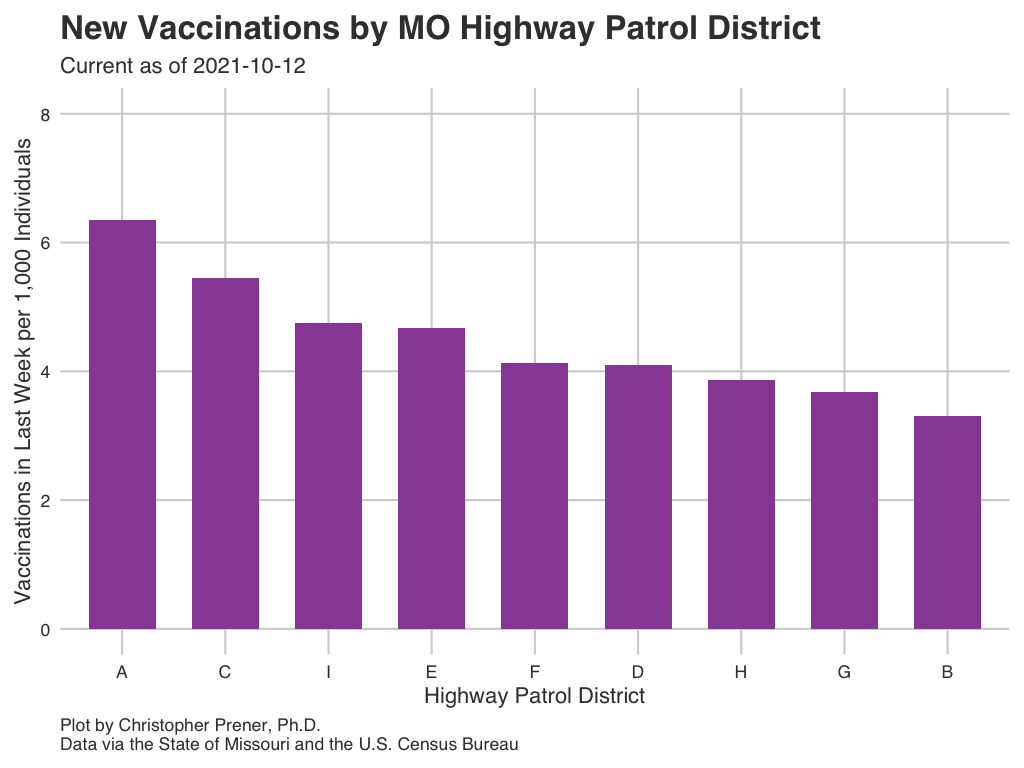 New Vaccinations by MO Highway Patrol District
Current as of 2021-10-12
Vaccinations in Last Week per 1,000 Individuals
8
6
4
2
0
A C I E F D H G B
Highway Patrol District
Plot by Christopher Prener, Ph.D.
Data via the State of Missouri and the U.S. Census Bureau